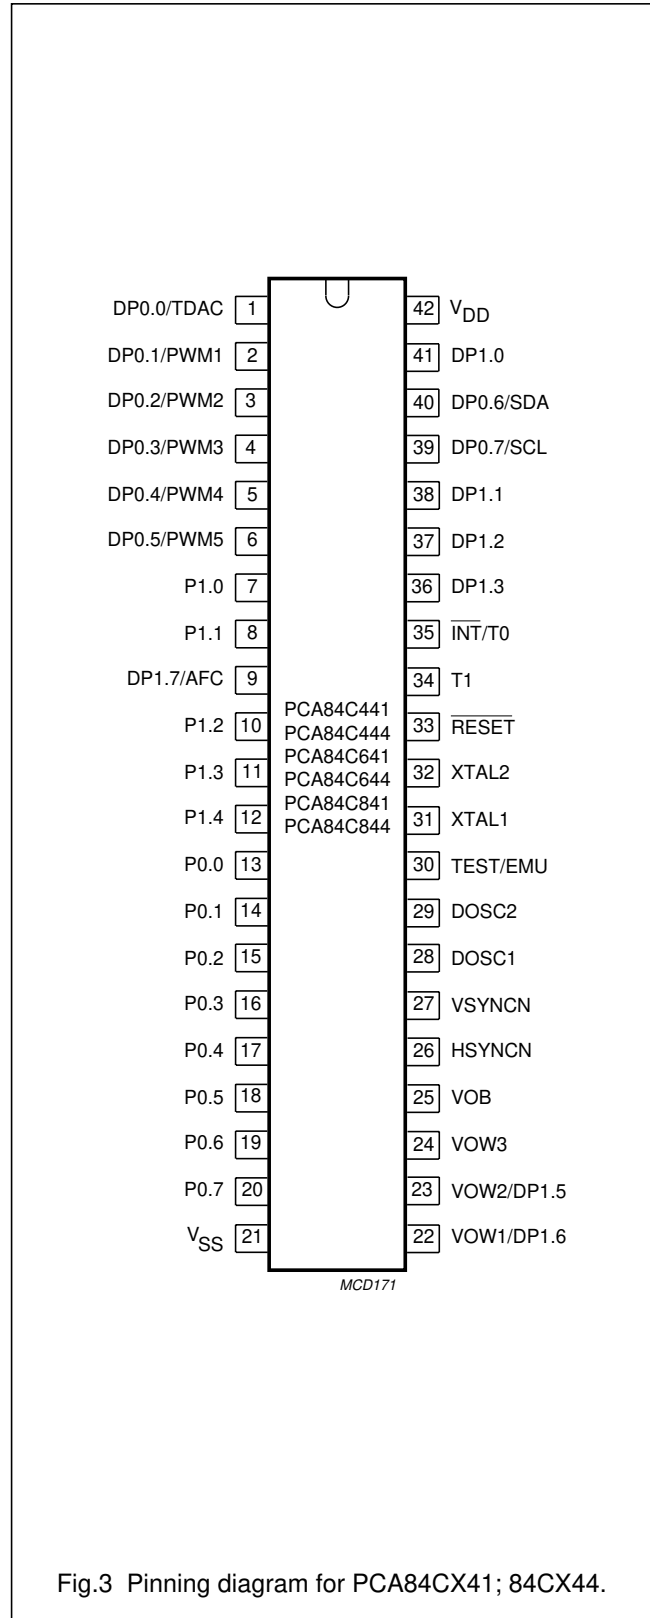 DP0.0/TDAC 1 42 VDD
DP0.1/PWM1 2 41 DP1.0
DP0.2/PWM2 3 40 DP0.6/SDA
DP0.3/PWM3 4 39 DP0.7/SCL
DP0.4/PWM4 5 38 DP1.1
DP0.5/PWM5 6 37 DP1.2
P1.0 7 36 DP1.3
P1.1 8 35 INT/T0
DP1.7/AFC 9 34 T1
PCA84C441
P1.2 10 33 RESET
PCA84C444
PCA84C641
P1.3 11 32 XTAL2
PCA84C644
PCA84C841
P1.4 12 31 XTAL1
PCA84C844
P0.0 13 30 TEST/EMU
P0.1 14 29 DOSC2
P0.2 15 28 DOSC1
P0.3 16 27 VSYNCN
P0.4 17 26 HSYNCN
P0.5 18 25 VOB
P0.6 19 24 VOW3
P0.7 20 23 VOW2/DP1.5
VSS 21 22 VOW1/DP1.6
MCD171
Fig.3 Pinning diagram for PCA84CX41; 84CX44.